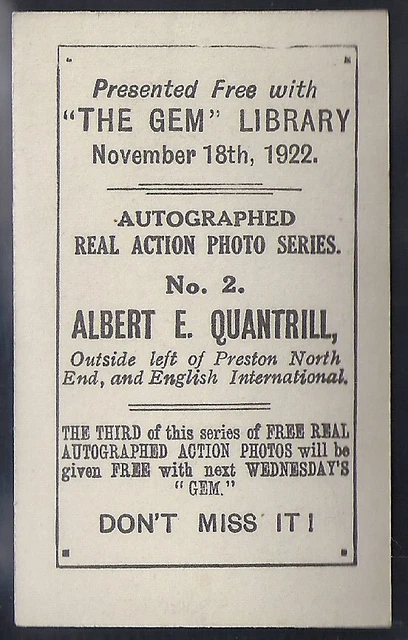 Presented Free with
"THE GEM" LIBRARY
November 18th, 1922.
AUTOGRAPHED
REAL ACTION PHOTO SERIES.
No. 2.
ALBERT E. QUANTRILL,
Outside left of Preston North
End, and English International.
THE THIRD of this series of FREE REAL
AUTOGRAPHED ACTION PHOTOS will be
given FREE with next WEDNESDAY'S
"GEM."
DON'T MISS IT!